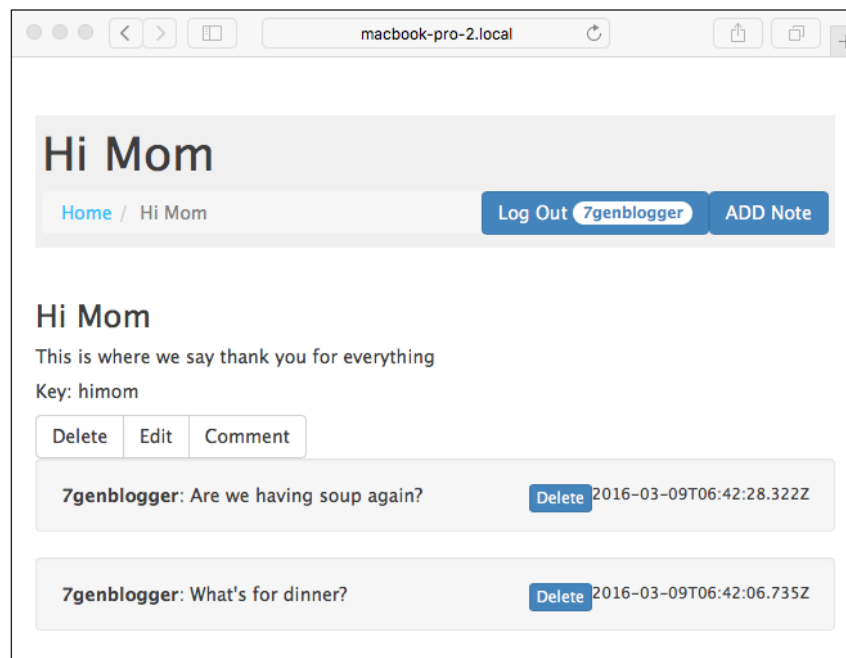 macbook-pro-2.local
Hi Mom
Home / Hi Mom Log Out 7genblogger ADD Note
Hi Mom
This is where we say thank you for everything
Key: himom
Delete Edit Comment
7genblogger: Are we having soup again? Delete 2016-03-09T06:42:28.322Z
7genblogger: What's for dinner? Delete 2016-03-09T06:42:06.735Z